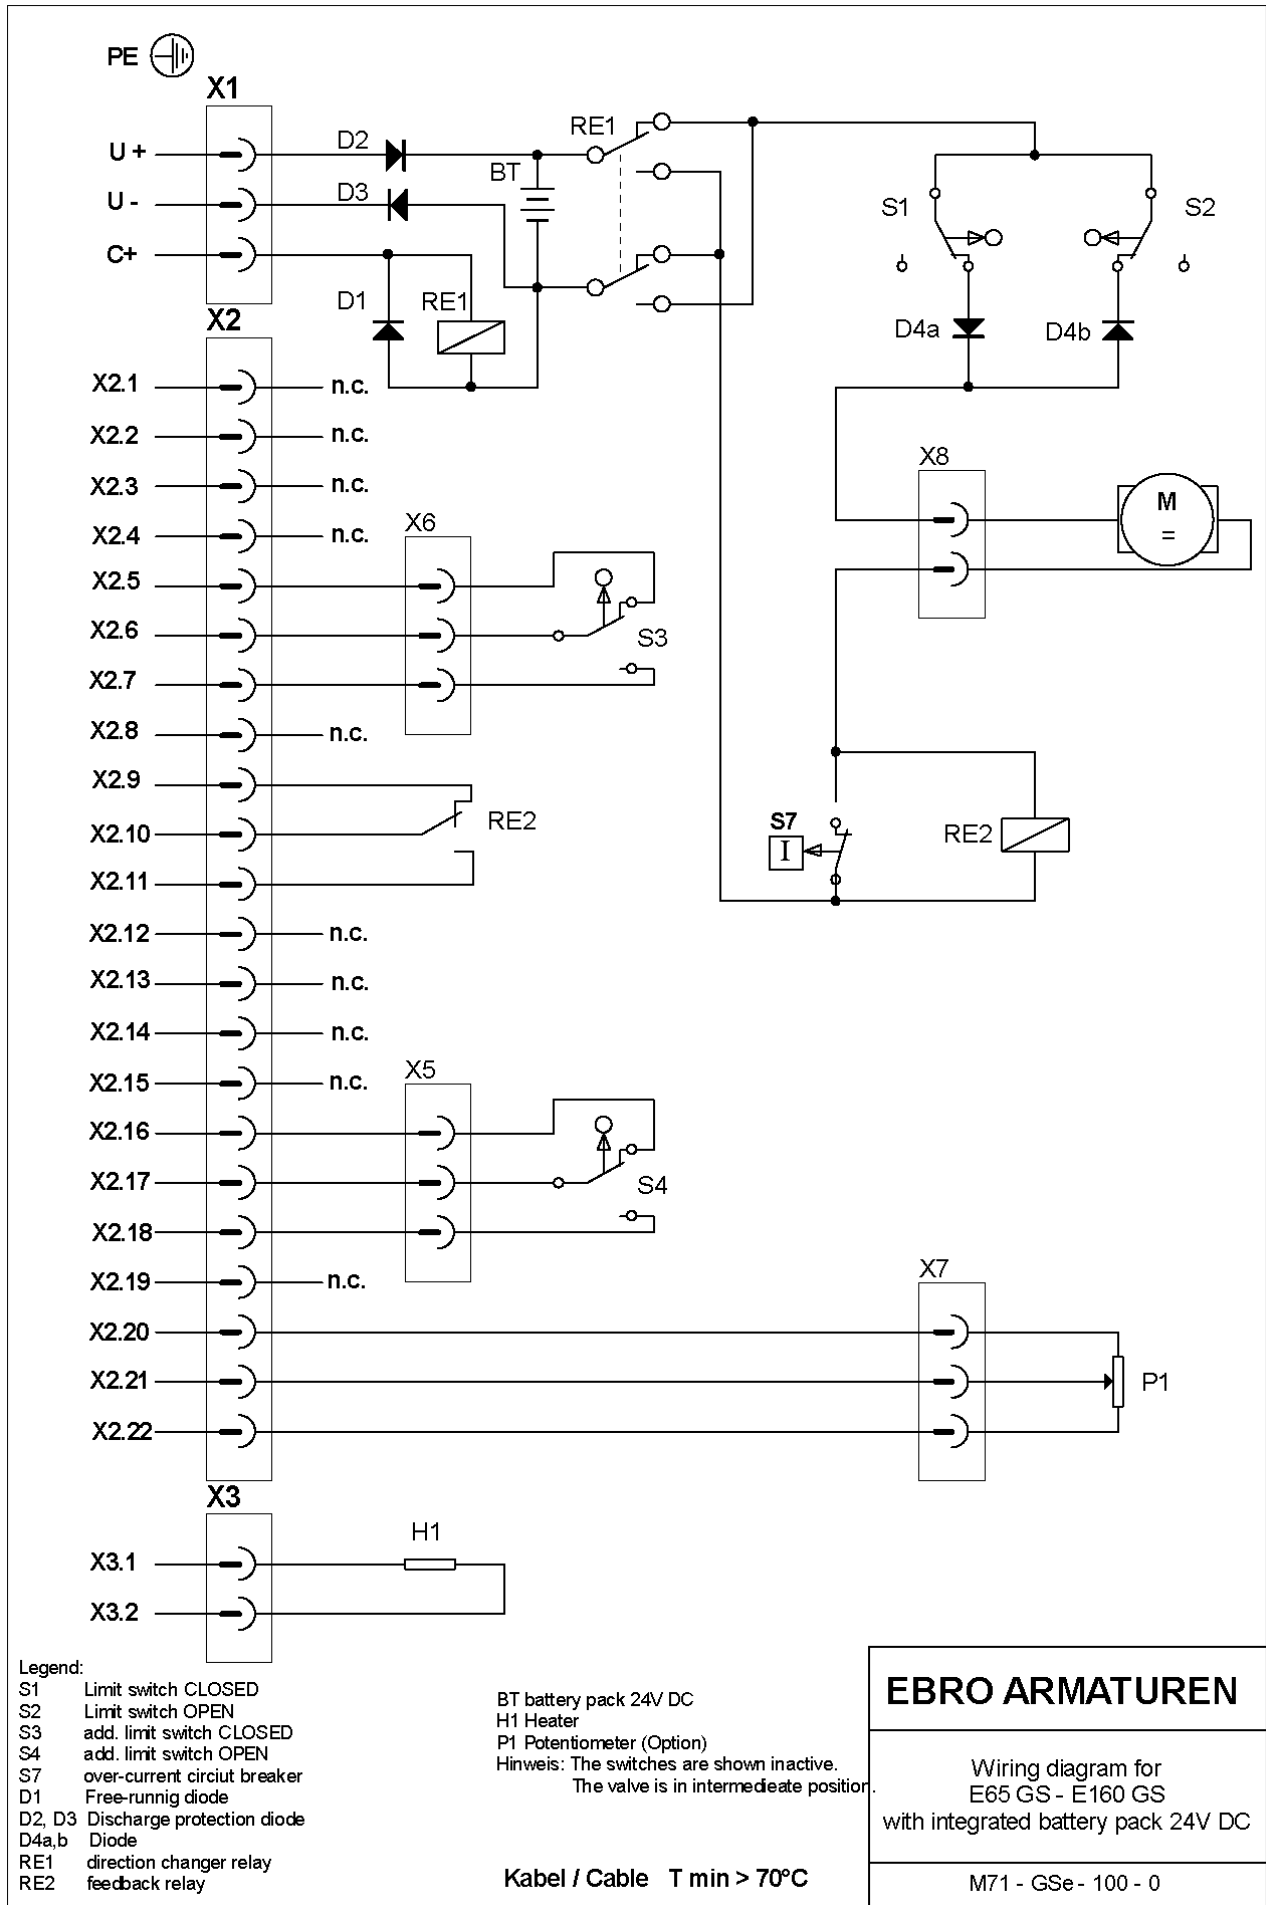 PE
X1
U +
D2
RE1
BT
U -
D3
S1
S2
C+
D1
RE1
X2
D4a
D4b
X2.1
n.c.
X2.2
n.c.
X8
X2.3
n.c.
M
=
X2.4
n.c.
X6
X2.5
X2.6
S3
X2.7
X2.8
n.c.
X2.9
RE2
S7
I
RE2
X2.10
X2.11
X2.12
n.c.
X2.13
n.c.
X2.14
n.c.
X2.15
n.c.
X5
X2.16
X2.17
S4
X2.18
X2.19
n.c.
X7
X2.20
X2.21
P1
X2.22
X3
H1
X3.1
X3.2
Legend:
S1 Limit switch CLOSED
S2 Limit switch OPEN
S3 add. limit switch CLOSED
S4 add. limit switch OPEN
S7 over-current circiut breaker
D1 Free-runnig diode
D2, D3 Discharge protection diode
D4a,b Diode
RE1 direction changer relay
RE2 feedback relay
BT battery pack 24V DC
H1 Heater
P1 Potentiometer (Option)
Hinweis: The switches are shown inactive.
The valve is in intermedieate position.
Kabel / Cable T min > 70°C
EBRO ARMATUREN
Wiring diagram for
E65 GS - E160 GS
with integrated battery pack 24V DC
M71 - GSe - 100 - 0